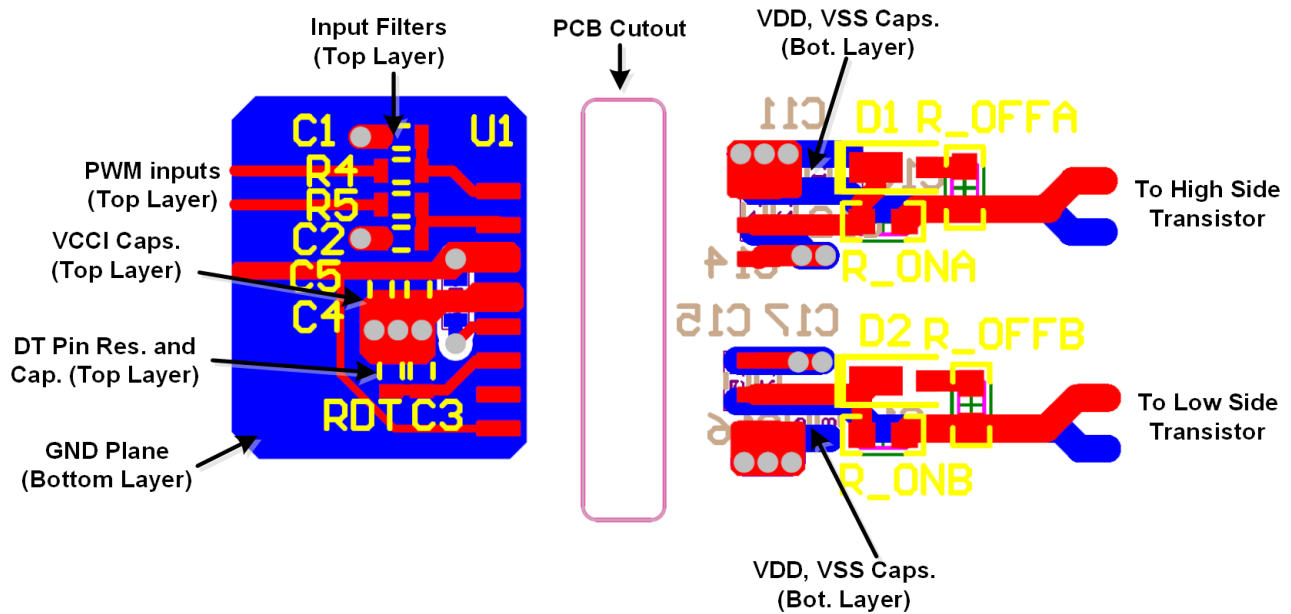 Input Filters
(Top Layer)
PCB Cutout
VDD, VSS Caps.
(Bot. Layer)
C1
U1
C11
D1 R_OFFA
PWM inputs
(Top Layer)
R4
R5
C2
To High Side
Transistor
VCCI Caps.
(Top Layer)
C5
C14
R_ONA
C4
C15 C17
D2 R_OFFB
DT Pin Res. and
Cap. (Top Layer)
RDT C3
To Low Side
Transistor
GND Plane
(Bottom Layer)
R_ONB
VDD, VSS Caps.
(Bot. Layer)